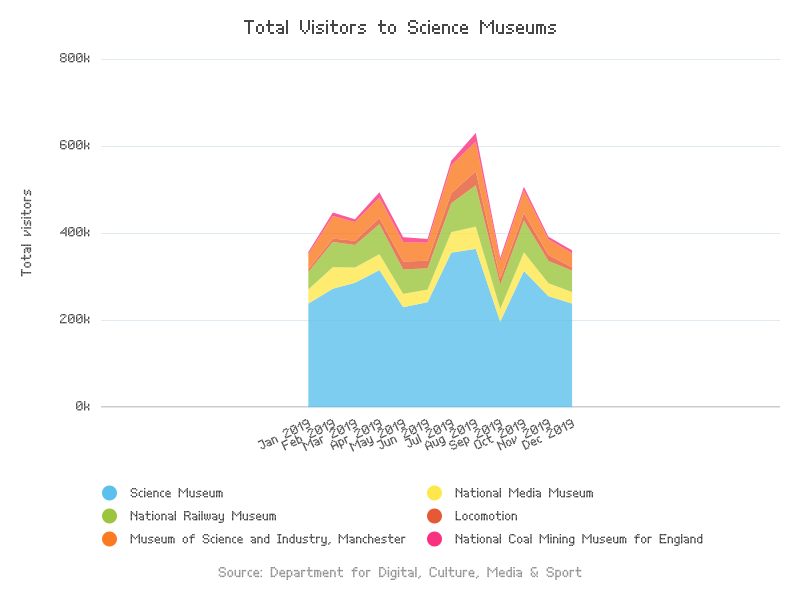 Total Visitors to Science Museums
800k
600k
400k
200k
0k
Total visitors
Jan 2019
Feb 2019
Mar 2019
Apr 2019
May 2019
Jun 2019
Jul 2019
Aug 2019
Sep 2019
Oct 2019
Nov 2019
Dec 2019
Science Museum
National Media Museum
National Railway Museum
Locomotion
Museum of Science and Industry, Manchester
National Coal Mining Museum for England
Source: Department for Digital, Culture, Media & Sport